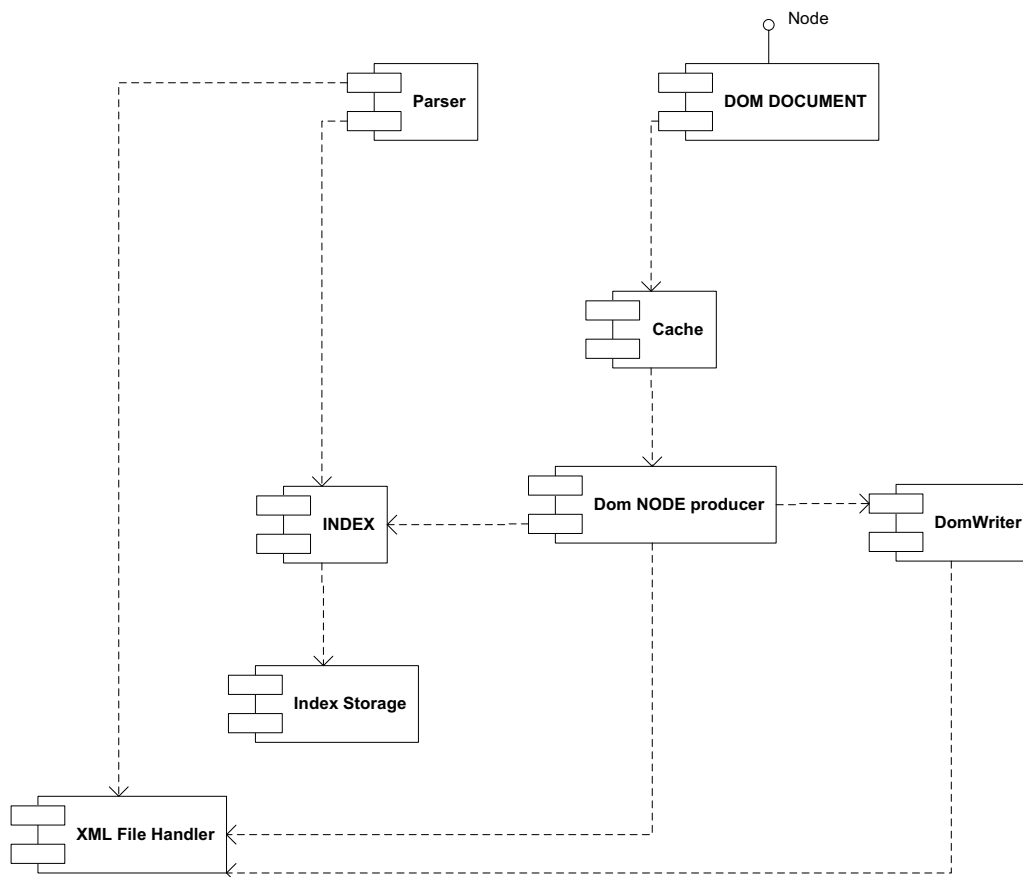 Node
Parser
DOM DOCUMENT
Cache
Dom NODE producer
INDEX
DomWriter
Index Storage
XML File Handler